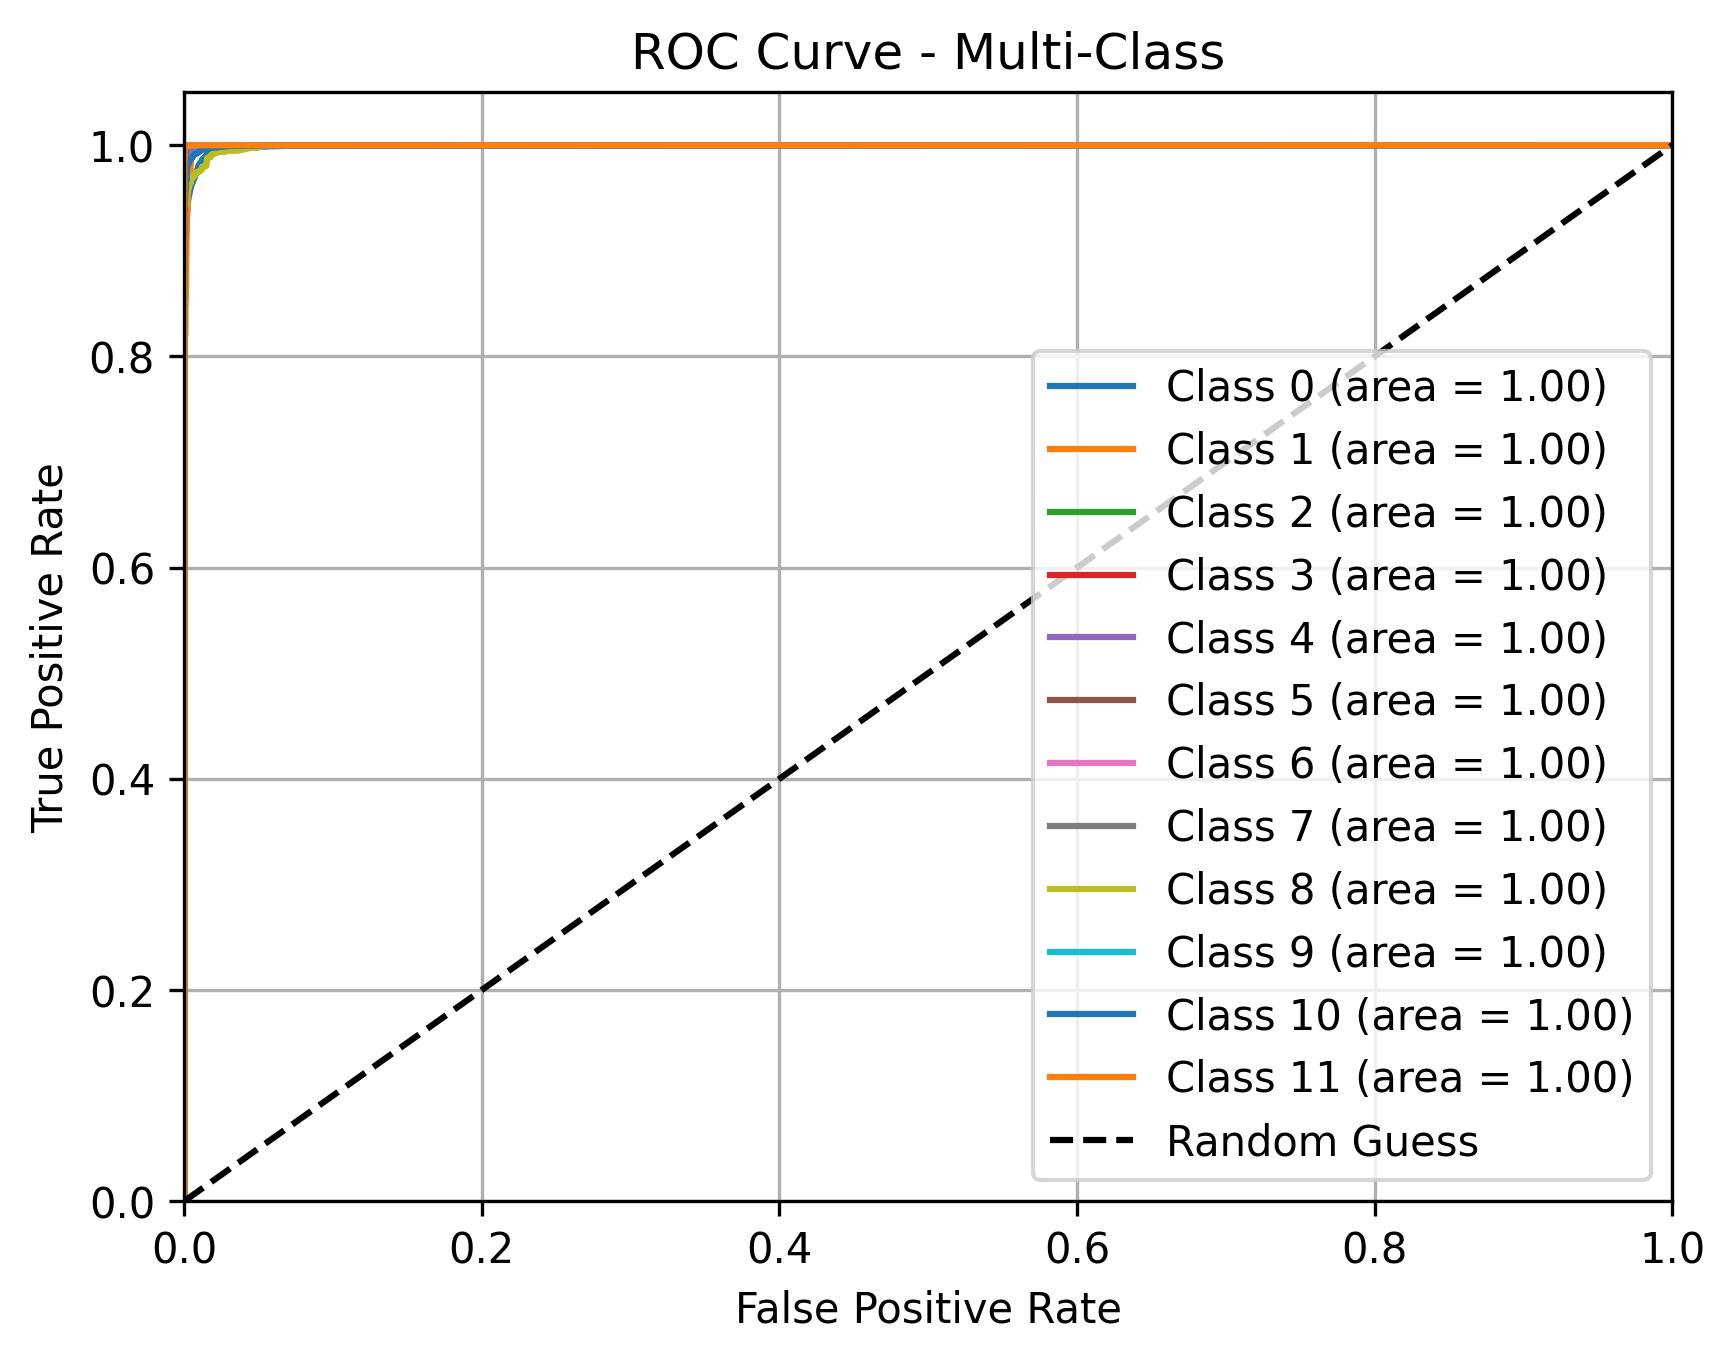 ROC Curve - Multi-Class
1.0
0.8
0.6
0.4
0.2
0.0
True Positive Rate
Class 0 (area = 1.00)
Class 1 (area = 1.00)
Class 2 (area = 1.00)
Class 3 (area = 1.00)
Class 4 (area = 1.00)
Class 5 (area = 1.00)
Class 6 (area = 1.00)
Class 7 (area = 1.00)
Class 8 (area = 1.00)
Class 9 (area = 1.00)
Class 10 (area = 1.00)
Class 11 (area = 1.00)
Random Guess
0.0 0.2 0.4 0.6 0.8 1.0
False Positive Rate